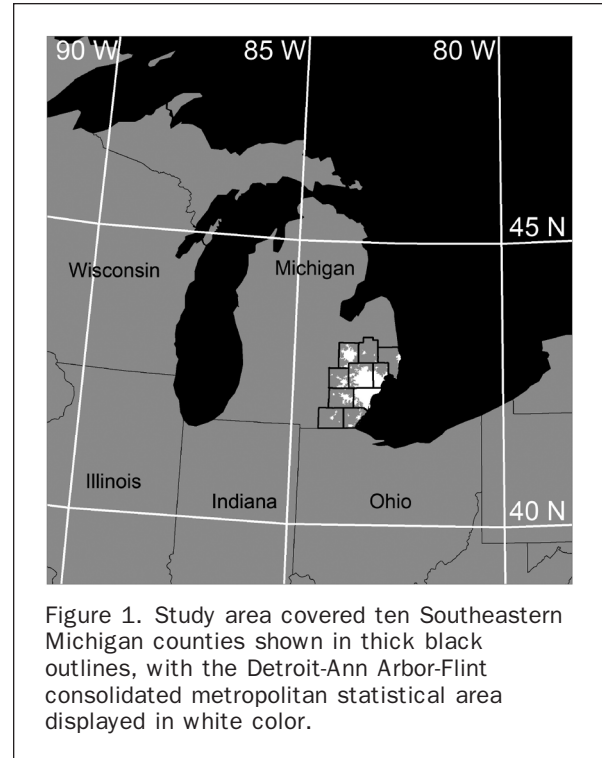 90 W
85 W
80 W
45 N
Wisconsin
Michigan
Illinois
Indiana
Ohio
40 N
Figure 1. Study area covered ten Southeastern
Michigan counties shown in thick black
outlines, with the Detroit-Ann Arbor-Flint
consolidated metropolitan statistical area
displayed in white color.